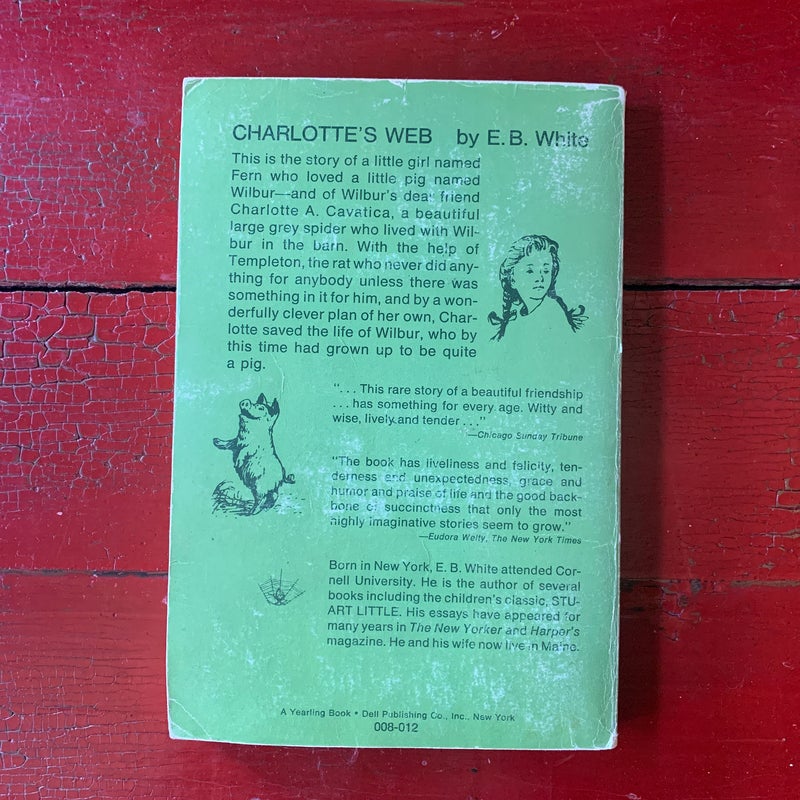 CHARLOTTE'S WEB by E. B. White
This is the story of a little girl named
Fern who loved a little pig named
Wilbur—and of Wilbur's dear friend
Charlotte A. Cavatica, a beautiful
large grey spider who lived with Wil-
bur in the barn. With the help of
Templeton, the rat who never did any-
thing for anybody unless there was
something in it for him, and by a won-
derfully clever plan of her own, Char-
lotte saved the life of Wilbur, who by
this time had grown up to be quite
a pig.
". . . This rare story of a beautiful friendship
. . . has something for every age. Witty and
wise, lively and tender . . ."
—Chicago Sunday Tribune
"The book has liveliness and felicity, ten-
derness and unexpectedness, grace and
humor and praise of life and the good back-
bone of succinctness that only the most
highly imaginative stories seem to grow."
—Eudora Welty, The New York Times
Born in New York, E. B. White attended Cor-
nell University. He is the author of several
books including the children's classic, STU-
ART LITTLE. His essays have appeared for
many years in The New Yorker and Harper's
magazine. He and his wife now live in Maine.
A Yearling Book • Dell Publishing Co., Inc., New York
008-012